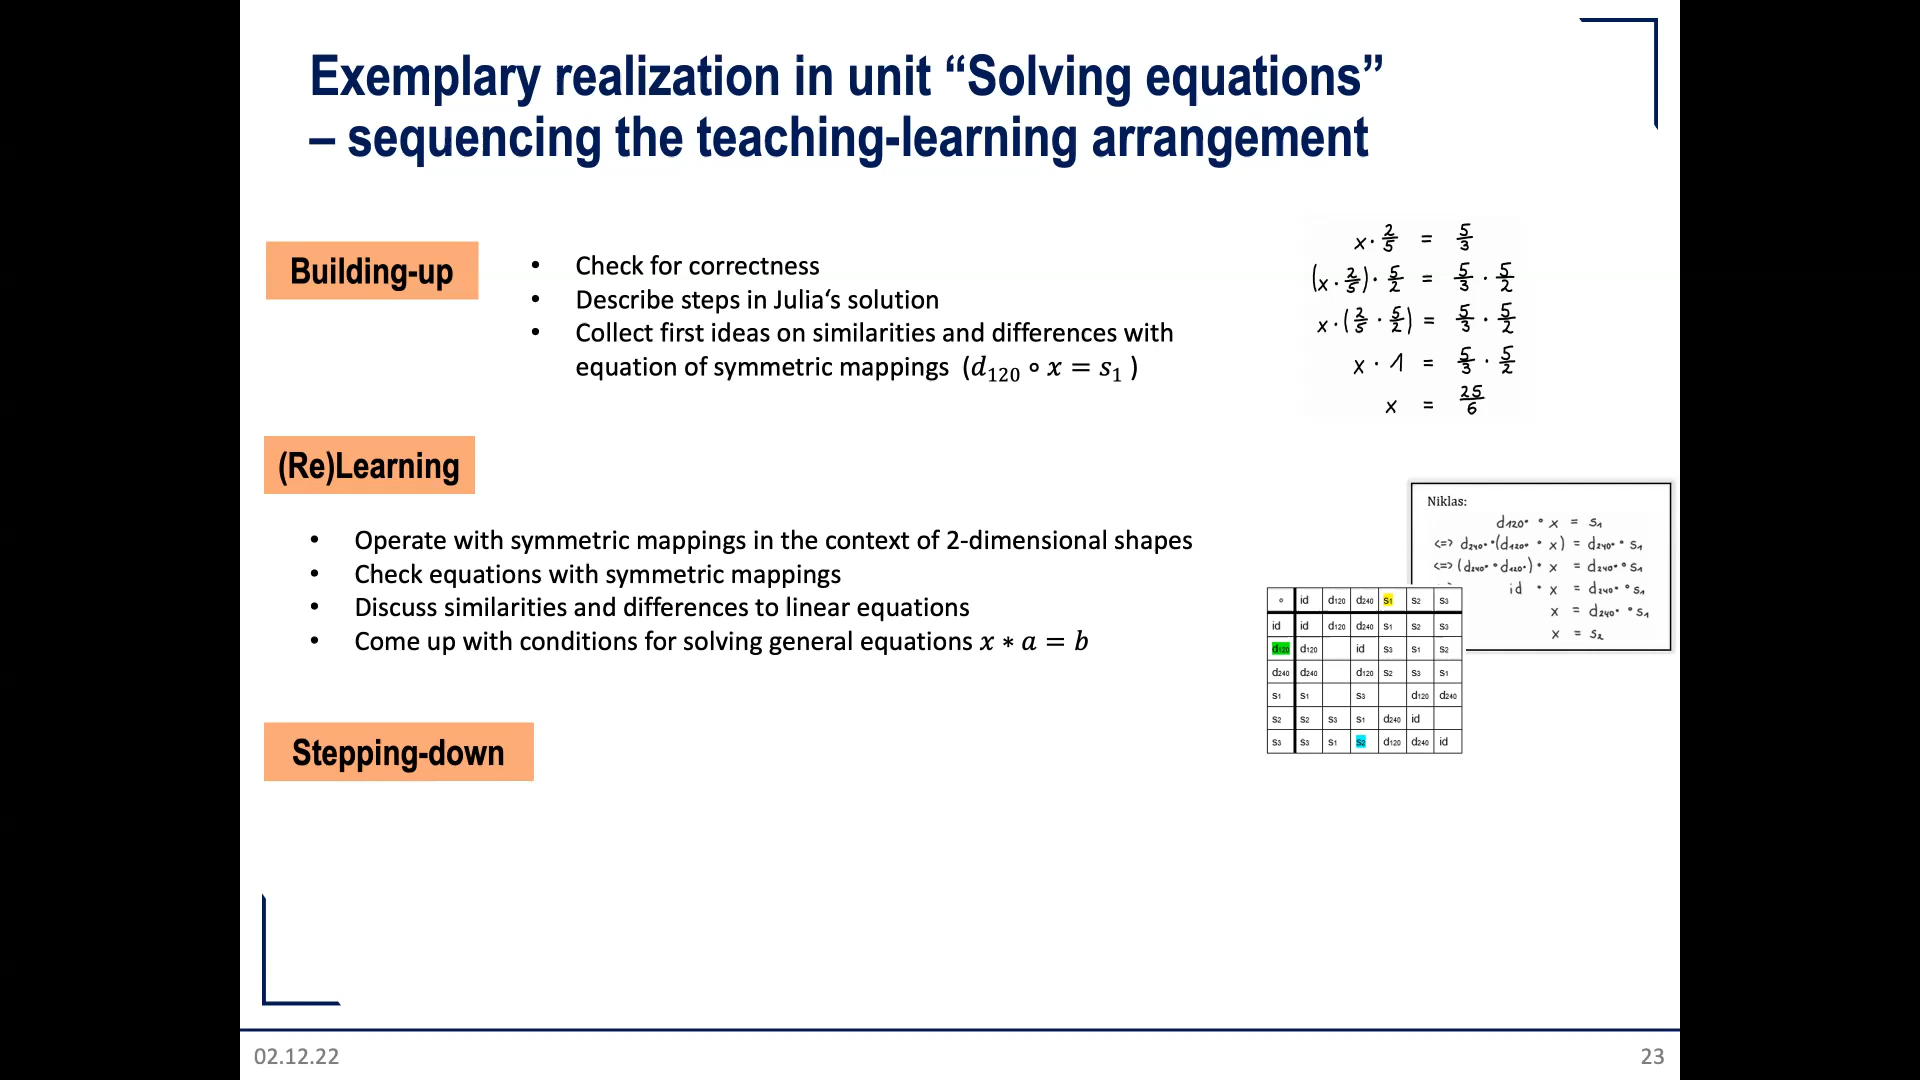 Exemplary realization in unit “Solving equations”
– sequencing the teaching-learning arrangement
Building-up
• Check for correctness
• Describe steps in Julia‘s solution
• Collect first ideas on similarities and differences with
equation of symmetric mappings (d₁₂₀ ∘ x = s₁ )
x · 2/5 = 5/3
(x · 2/5) · 5/2 = 5/3 · 5/2
x · (2/5 · 5/2) = 5/3 · 5/2
x · 1 = 5/3 · 5/2
x = 25/6
(Re)Learning
• Operate with symmetric mappings in the context of 2-dimensional shapes
• Check equations with symmetric mappings
• Discuss similarities and differences to linear equations
• Come up with conditions for solving general equations x ∗ a = b
Niklas:
d₁₂₀° ∘ x = s₁
<=> d₂₄₀° ∘ (d₁₂₀° ∘ x) = d₂₄₀° ∘ s₁
<=> (d₂₄₀° ∘ d₁₂₀°) ∘ x = d₂₄₀° ∘ s₁
id ∘ x = d₂₄₀° ∘ s₁
x = d₂₄₀° ∘ s₁
x = s₂
∘ id d120 d240 s1 s2 s3
id id d120 d240 s1 s2 s3
d120 d120 id s3 s1 s2
d240 d240 d120 s2 s3 s1
s1 s1 s3 d120 d240
s2 s2 s3 s1 d240 id
s3 s3 s1 s2 d120 d240 id
Stepping-down
02.12.22
23